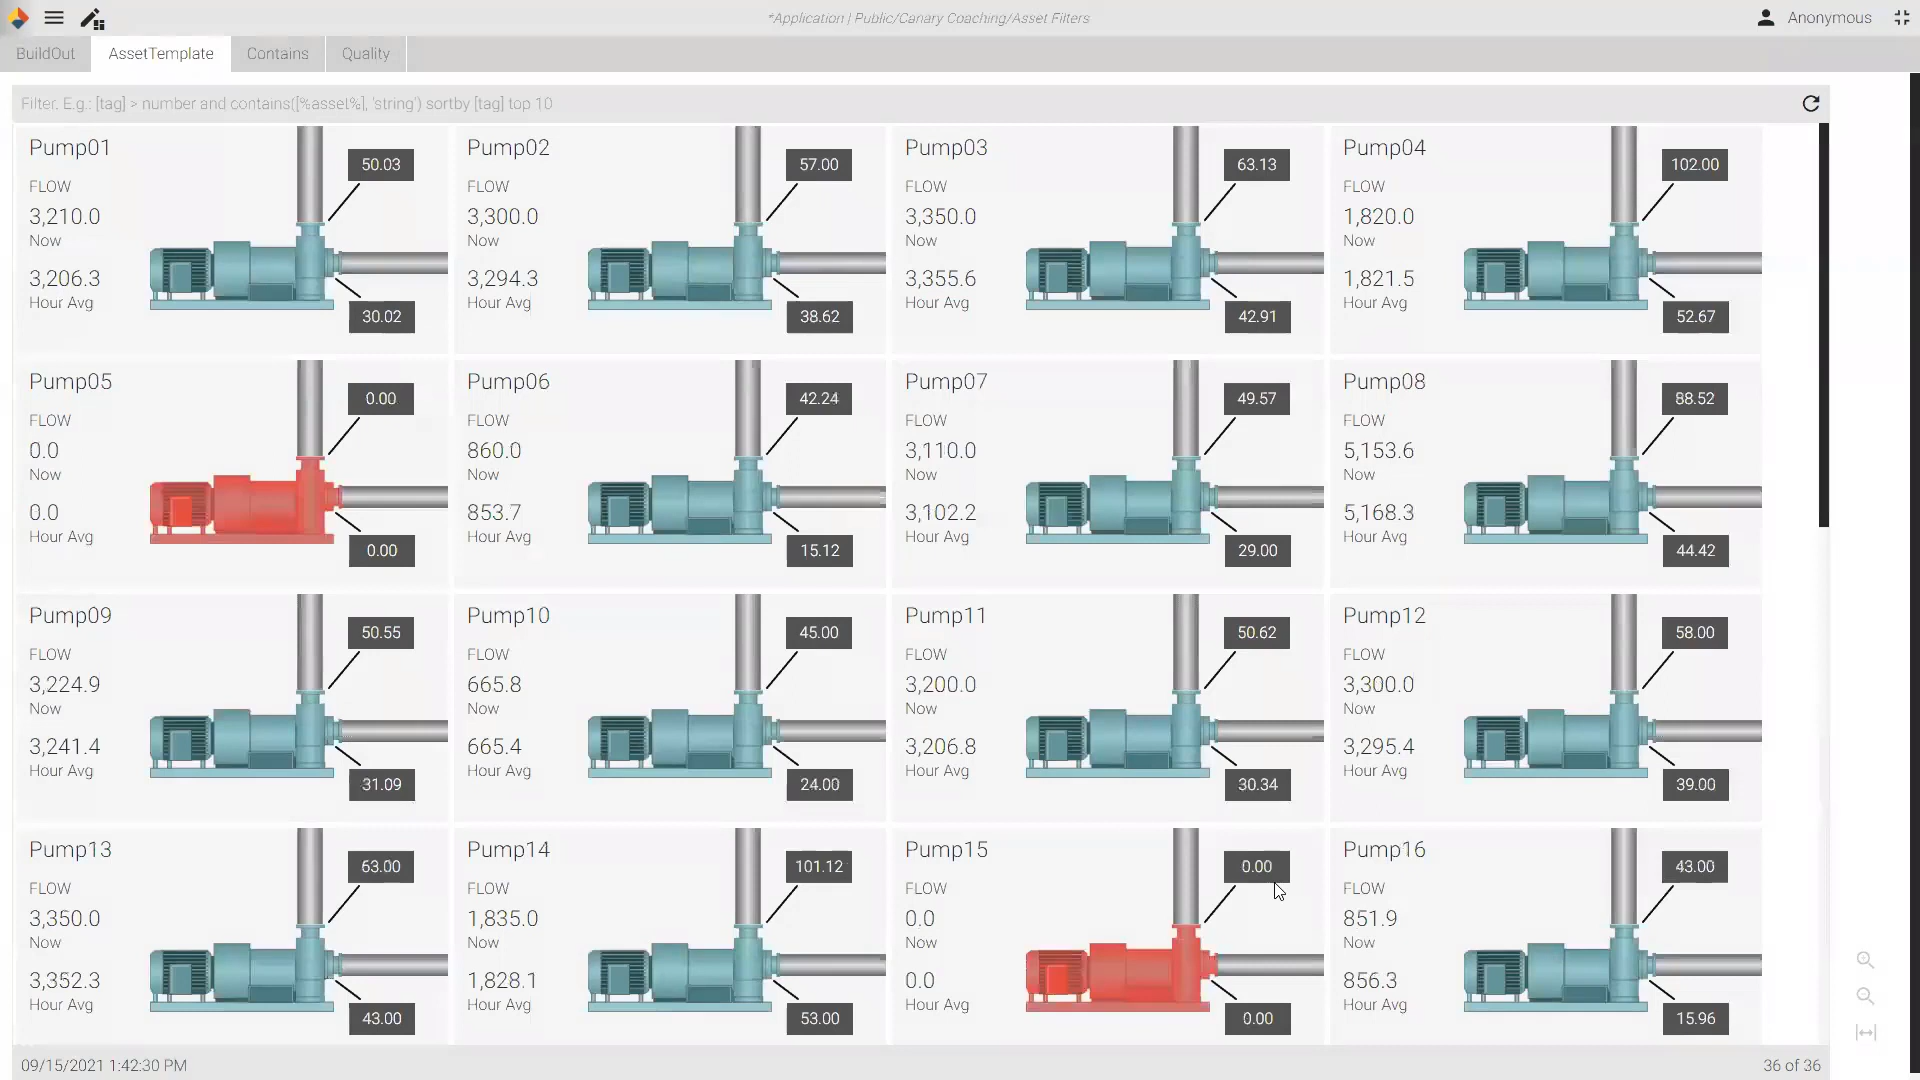 *Application | Public/Canary Coaching/Asset Filters
Anonymous
BuildOut
AssetTemplate
Contains
Quality
Filter. E.g.: [tag] > number and contains([%asset%], 'string') sortby [tag] top 10
Pump01
50.03
FLOW
3,210.0
Now
3,206.3
Hour Avg
30.02
Pump02
57.00
FLOW
3,300.0
Now
3,294.3
Hour Avg
38.62
Pump03
63.13
FLOW
3,350.0
Now
3,355.6
Hour Avg
42.91
Pump04
102.00
FLOW
1,820.0
Now
1,821.5
Hour Avg
52.67
Pump05
0.00
FLOW
0.0
Now
0.0
Hour Avg
0.00
Pump06
42.24
FLOW
860.0
Now
853.7
Hour Avg
15.12
Pump07
49.57
FLOW
3,110.0
Now
3,102.2
Hour Avg
29.00
Pump08
88.52
FLOW
5,153.6
Now
5,168.3
Hour Avg
44.42
Pump09
50.55
FLOW
3,224.9
Now
3,241.4
Hour Avg
31.09
Pump10
45.00
FLOW
665.8
Now
665.4
Hour Avg
24.00
Pump11
50.62
FLOW
3,200.0
Now
3,206.8
Hour Avg
30.34
Pump12
58.00
FLOW
3,300.0
Now
3,295.4
Hour Avg
39.00
Pump13
63.00
FLOW
3,350.0
Now
3,352.3
Hour Avg
43.00
Pump14
101.12
FLOW
1,835.0
Now
1,828.1
Hour Avg
53.00
Pump15
0.00
FLOW
0.0
Now
0.0
Hour Avg
0.00
Pump16
43.00
FLOW
851.9
Now
856.3
Hour Avg
15.96
09/15/2021 1:42:30 PM
36 of 36